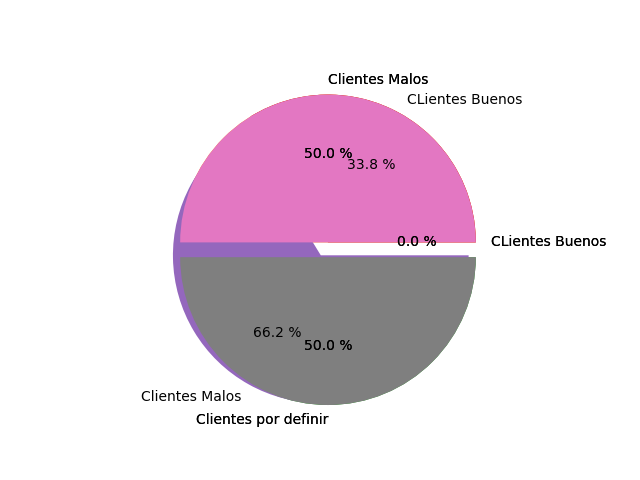 Clientes Malos
CLientes Buenos
50.0 %
33.8 %
0.0 %
CLientes Buenos
66.2 %
50.0 %
Clientes Malos
Clientes por definir